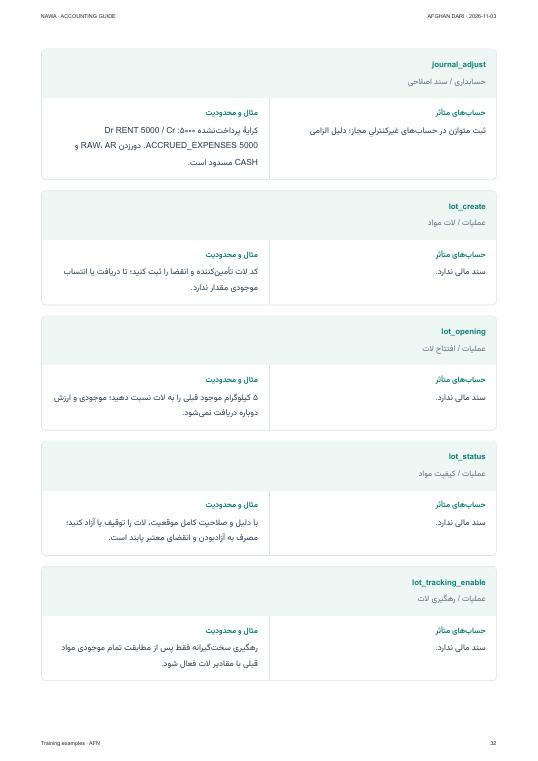 NAWA · ACCOUNTING GUIDE
AFGHAN DARI · 2026-11-03
journal_adjust
حسابداری / سند اصلاحی
حساب‌های متأثر
ثبت متوازن در حساب‌های غیرکنترلی مجاز؛ دلیل الزامی
مثال و محدودیت
کرایهٔ پرداخت‌نشده ۵۰۰۰: Dr RENT 5000 / Cr
ACCRUED_EXPENSES 5000. دورزدن RAW، AR و
CASH مسدود است.
lot_create
عملیات / لات مواد
حساب‌های متأثر
سند مالی ندارد.
مثال و محدودیت
کد لات تأمین‌کننده و انقضا را ثبت کنید؛ تا دریافت یا انتساب
موجودی مقدار ندارد.
lot_opening
عملیات / افتتاح لات
حساب‌های متأثر
سند مالی ندارد.
مثال و محدودیت
۵ کیلوگرام موجود قبلی را به لات نسبت دهید؛ موجودی و ارزش
دوباره دریافت نمی‌شود.
lot_status
عملیات / کیفیت مواد
حساب‌های متأثر
سند مالی ندارد.
مثال و محدودیت
با دلیل و صلاحیت کامل موقعیت، لات را توقیف یا آزاد کنید؛
مصرف به آزادبودن و انقضای معتبر پابند است.
lot_tracking_enable
عملیات / رهگیری لات
حساب‌های متأثر
سند مالی ندارد.
مثال و محدودیت
رهگیری سخت‌گیرانه فقط پس از مطابقت تمام موجودی مواد
قبلی با مقادیر لات فعال شود.
Training examples · AFN
32